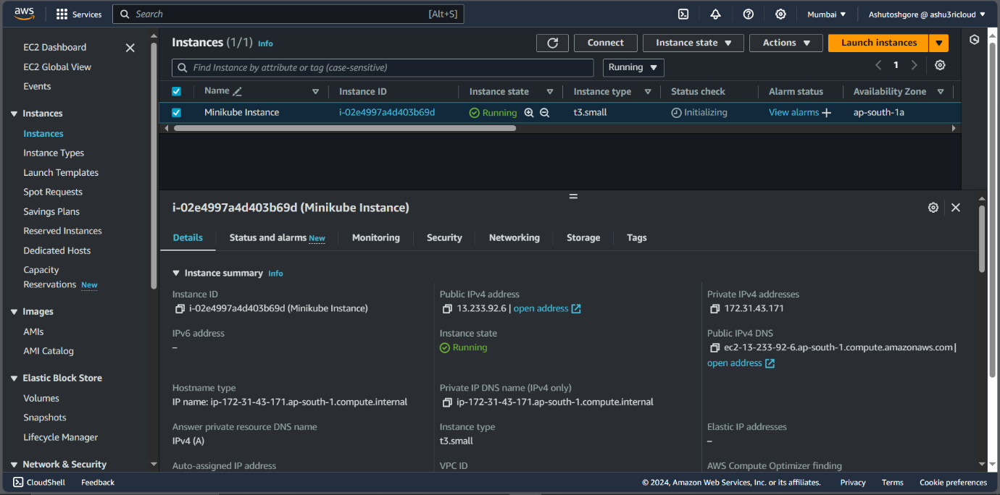 aws Services Search [Alt+S] Mumbai Ashutoshgore @ ashu3ricloud
EC2 Dashboard
EC2 Global View
Events
Instances
Instances
Instance Types
Launch Templates
Spot Requests
Savings Plans
Reserved Instances
Dedicated Hosts
Capacity
Reservations New
Images
AMIs
AMI Catalog
Elastic Block Store
Volumes
Snapshots
Lifecycle Manager
Network & Security
Instances (1/1) Info Connect Instance state Actions Launch instances
Find Instance by attribute or tag (case-sensitive) Running 1
Name Instance ID Instance state Instance type Status check Alarm status Availability Zone
Minikube Instance i-02e4997a4d403b69d Running t3.small Initializing View alarms + ap-south-1a
i-02e4997a4d403b69d (Minikube Instance)
Details Status and alarms New Monitoring Security Networking Storage Tags
Instance summary Info
Instance ID Public IPv4 address Private IPv4 addresses
i-02e4997a4d403b69d (Minikube Instance) 13.233.92.6 | open address 172.31.43.171
IPv6 address Instance state Public IPv4 DNS
– Running ec2-13-233-92-6.ap-south-1.compute.amazonaws.com |
open address
Hostname type Private IP DNS name (IPv4 only)
IP name: ip-172-31-43-171.ap-south-1.compute.internal ip-172-31-43-171.ap-south-1.compute.internal
Answer private resource DNS name Instance type Elastic IP addresses
IPv4 (A) t3.small –
Auto-assigned IP address VPC ID AWS Compute Optimizer finding
CloudShell Feedback © 2024, Amazon Web Services, Inc. or its affiliates. Privacy Terms Cookie preferences